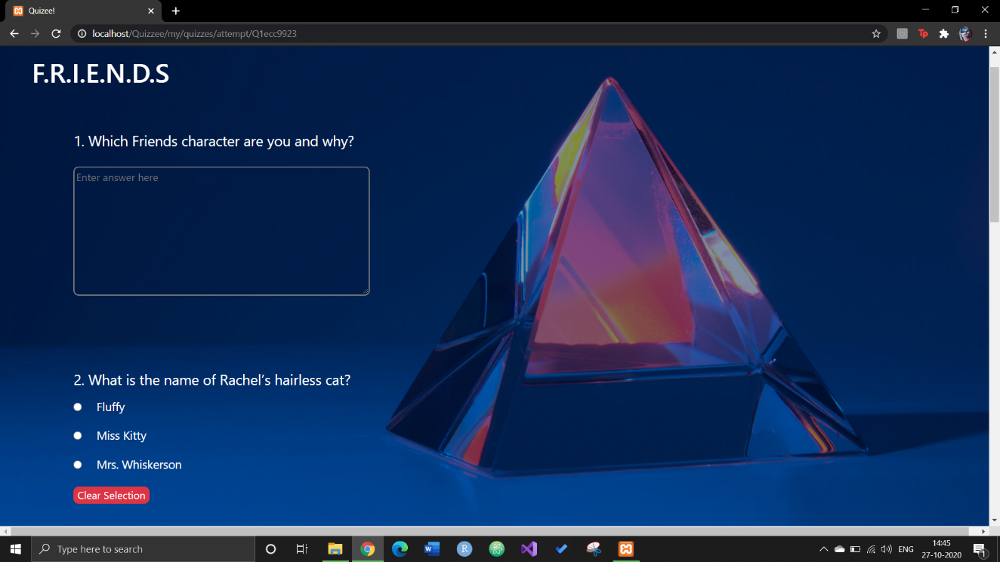 Quizee!
localhost/Quizzee/my/quizzes/attempt/Q1ecc9923
F.R.I.E.N.D.S
1. Which Friends character are you and why?
Enter answer here
2. What is the name of Rachel’s hairless cat?
Fluffy
Miss Kitty
Mrs. Whiskerson
Clear Selection
Type here to search
ENG
14:45
27-10-2020
1